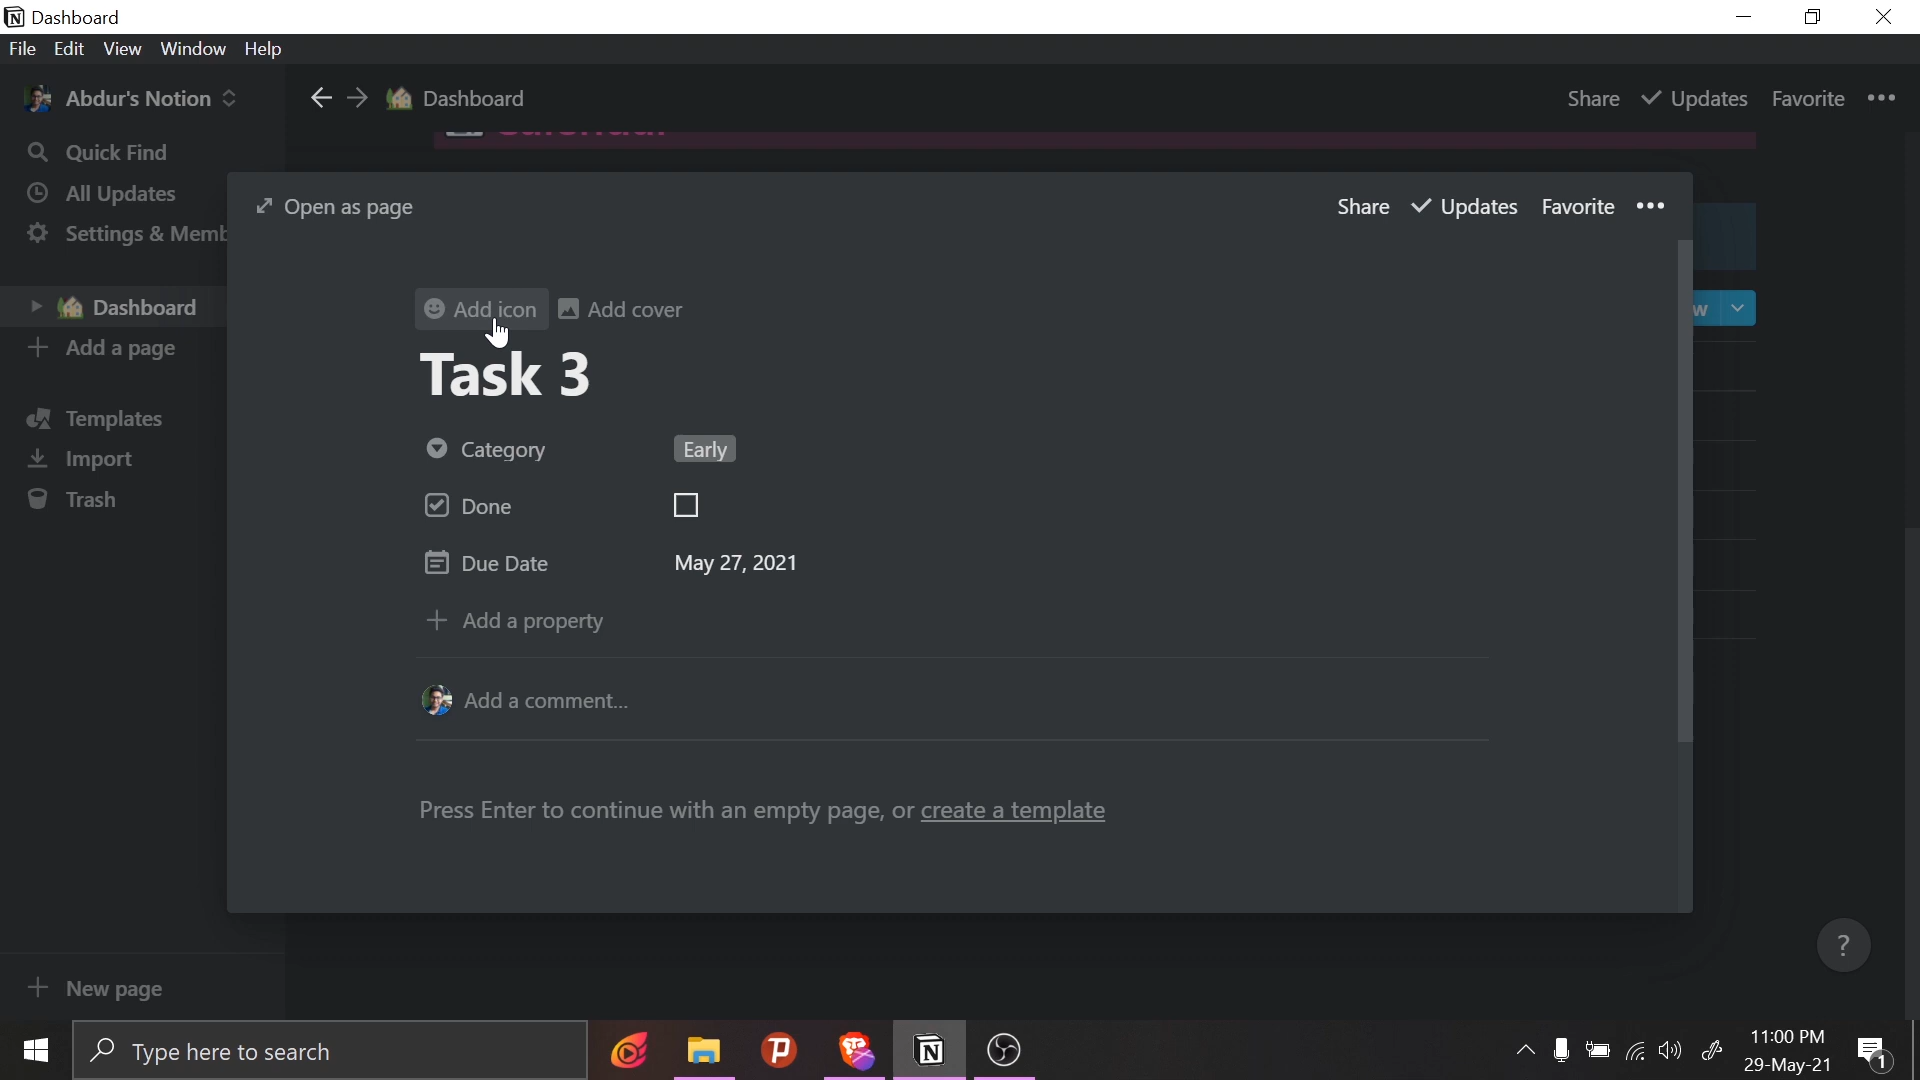 Dashboard
File Edit View Window Help
Abdur's Notion
Dashboard
Share Updates Favorite •••
Quick Find
All Updates
Settings & Memb
Open as page
Share Updates Favorite •••
Dashboard
Add a page
Add icon Add cover
Task 3
Templates
Import
Trash
Category Early
Done
Due Date May 27, 2021
Add a property
Add a comment...
Press Enter to continue with an empty page, or create a template
?
New page
Type here to search
11:00 PM
29-May-21
1